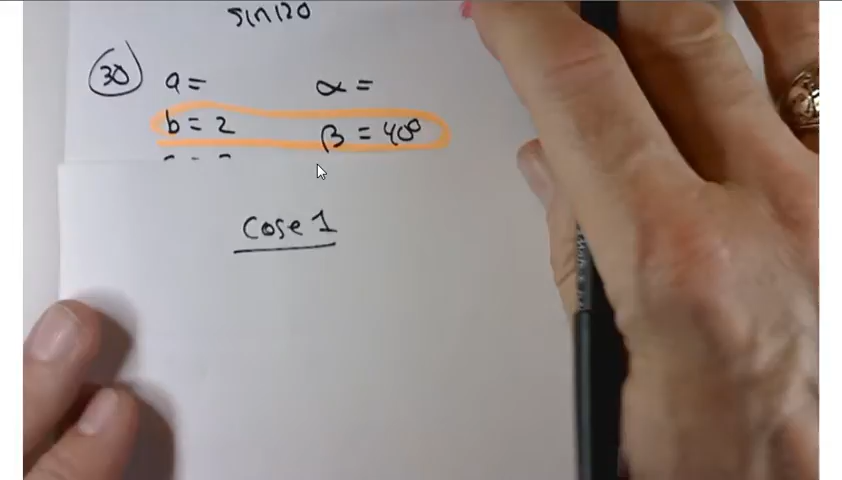 sin120
30 a = α =
b = 2 β = 40°
Case 1